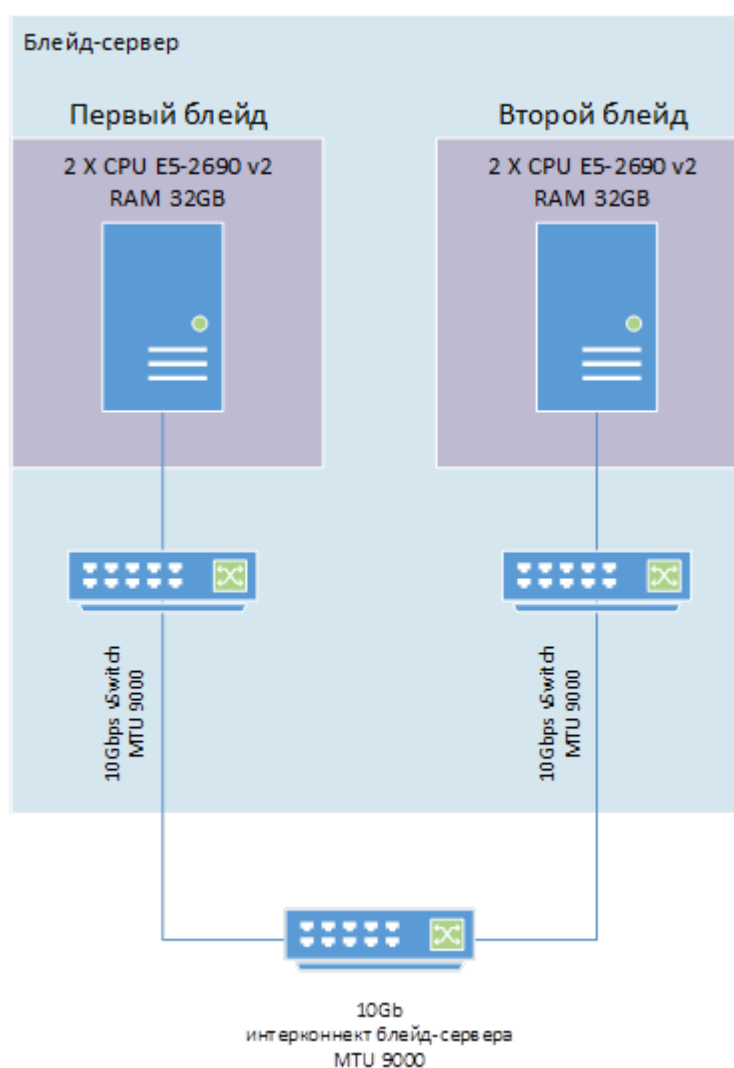 Блейд-сервер
Первый блейд
2 X CPU E5-2690 v2
RAM 32GB
Второй блейд
2 X CPU E5-2690 v2
RAM 32GB
10Gbps vSwitch
MTU 9000
10Gbps vSwitch
MTU 9000
10Gb
интерконнект блейд-сервера
MTU 9000